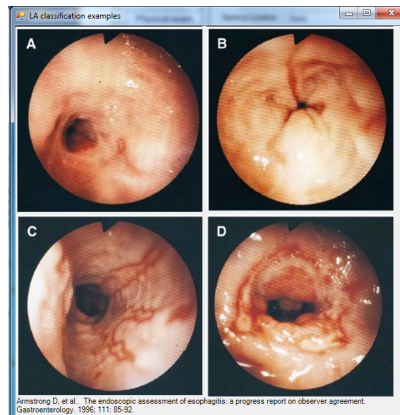 LA classification examples
A
B
C
D
Armstrong D, et al.. The endoscopic assessment of esophagitis: a progress report on observer agreement.
Gastroenterology. 1996; 111: 85-92.